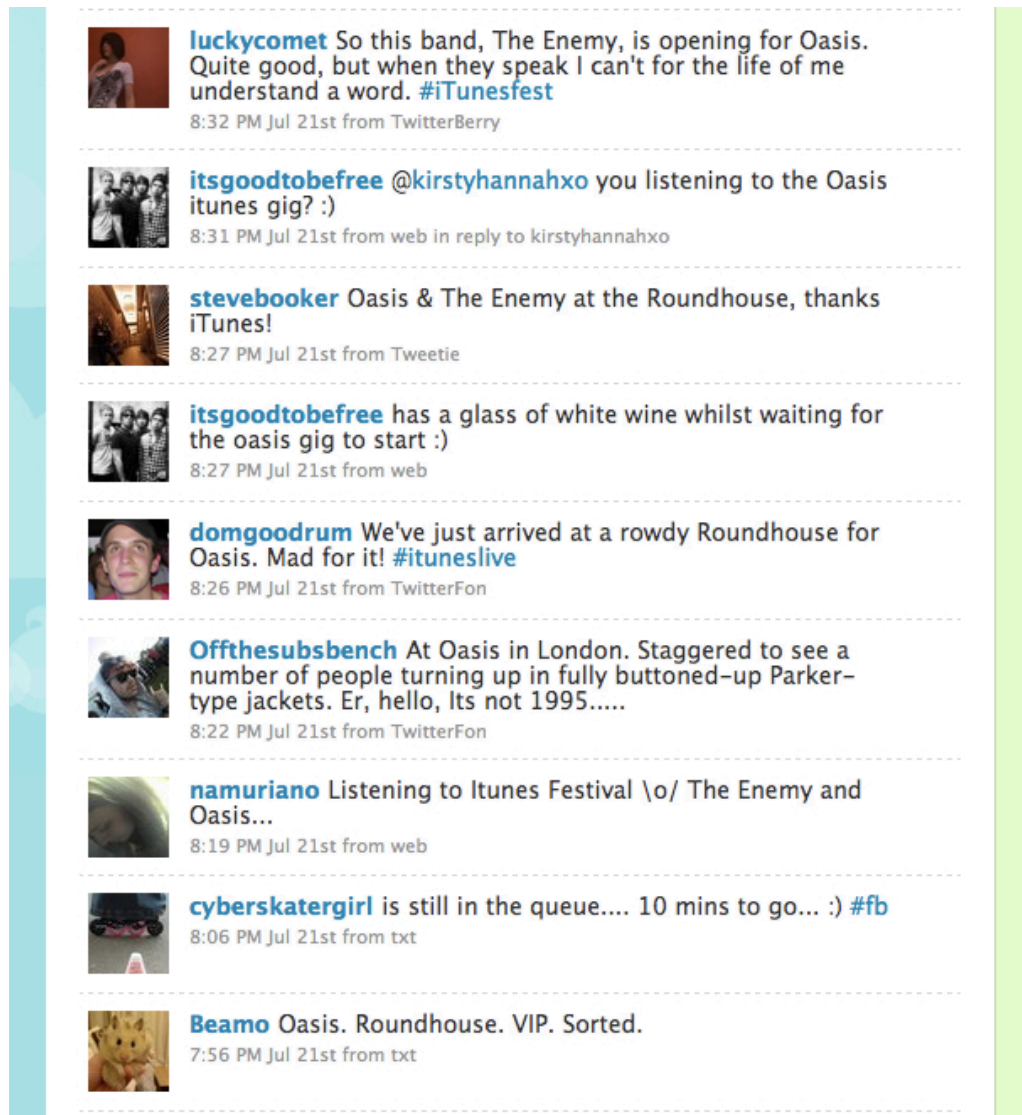 luckycomet So this band, The Enemy, is opening for Oasis.
Quite good, but when they speak I can't for the life of me
understand a word. #iTunesfest
8:32 PM Jul 21st from TwitterBerry
itsgoodtobefree @kirstyhannahxo you listening to the Oasis
itunes gig? :)
8:31 PM Jul 21st from web in reply to kirstyhannahxo
stevebooker Oasis & The Enemy at the Roundhouse, thanks
iTunes!
8:27 PM Jul 21st from Tweetie
itsgoodtobefree has a glass of white wine whilst waiting for
the oasis gig to start :)
8:27 PM Jul 21st from web
domgoodrum We've just arrived at a rowdy Roundhouse for
Oasis. Mad for it! #ituneslive
8:26 PM Jul 21st from TwitterFon
Offthesubsbench At Oasis in London. Staggered to see a
number of people turning up in fully buttoned-up Parker-
type jackets. Er, hello, Its not 1995.....
8:22 PM Jul 21st from TwitterFon
namuriano Listening to Itunes Festival \o/ The Enemy and
Oasis...
8:19 PM Jul 21st from web
cyberskatergirl is still in the queue.... 10 mins to go... :) #fb
8:06 PM Jul 21st from txt
Beamo Oasis. Roundhouse. VIP. Sorted.
7:56 PM Jul 21st from txt